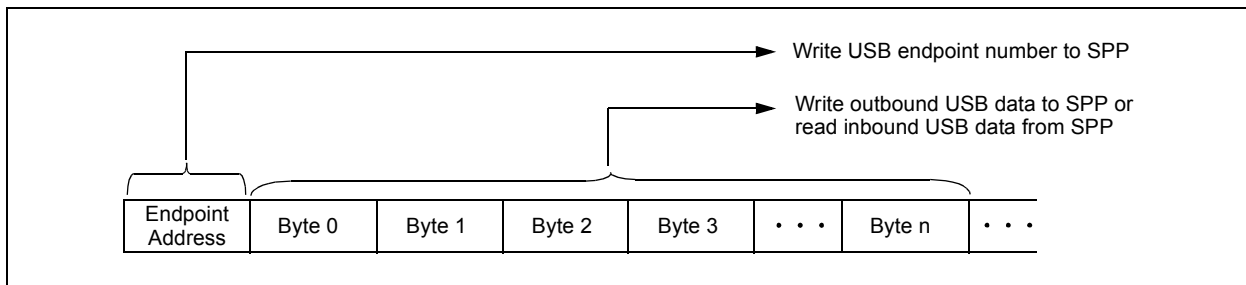 Write USB endpoint number to SPP
Write outbound USB data to SPP or
read inbound USB data from SPP
Endpoint
Address
Byte 0
Byte 1
Byte 2
Byte 3
· · ·
Byte n
· · ·